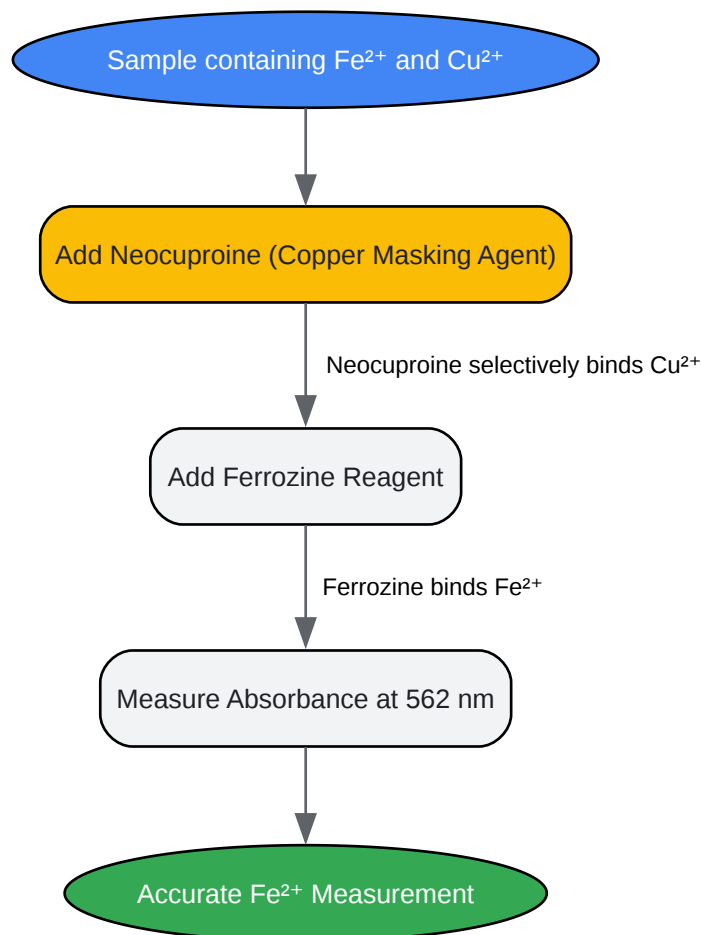 Sample containing Fe²⁺ and Cu²⁺
Add Neocuproine (Copper Masking Agent)
Neocuproine selectively binds Cu²⁺
Add Ferrozine Reagent
Ferrozine binds Fe²⁺
Measure Absorbance at 562 nm
Accurate Fe²⁺ Measurement